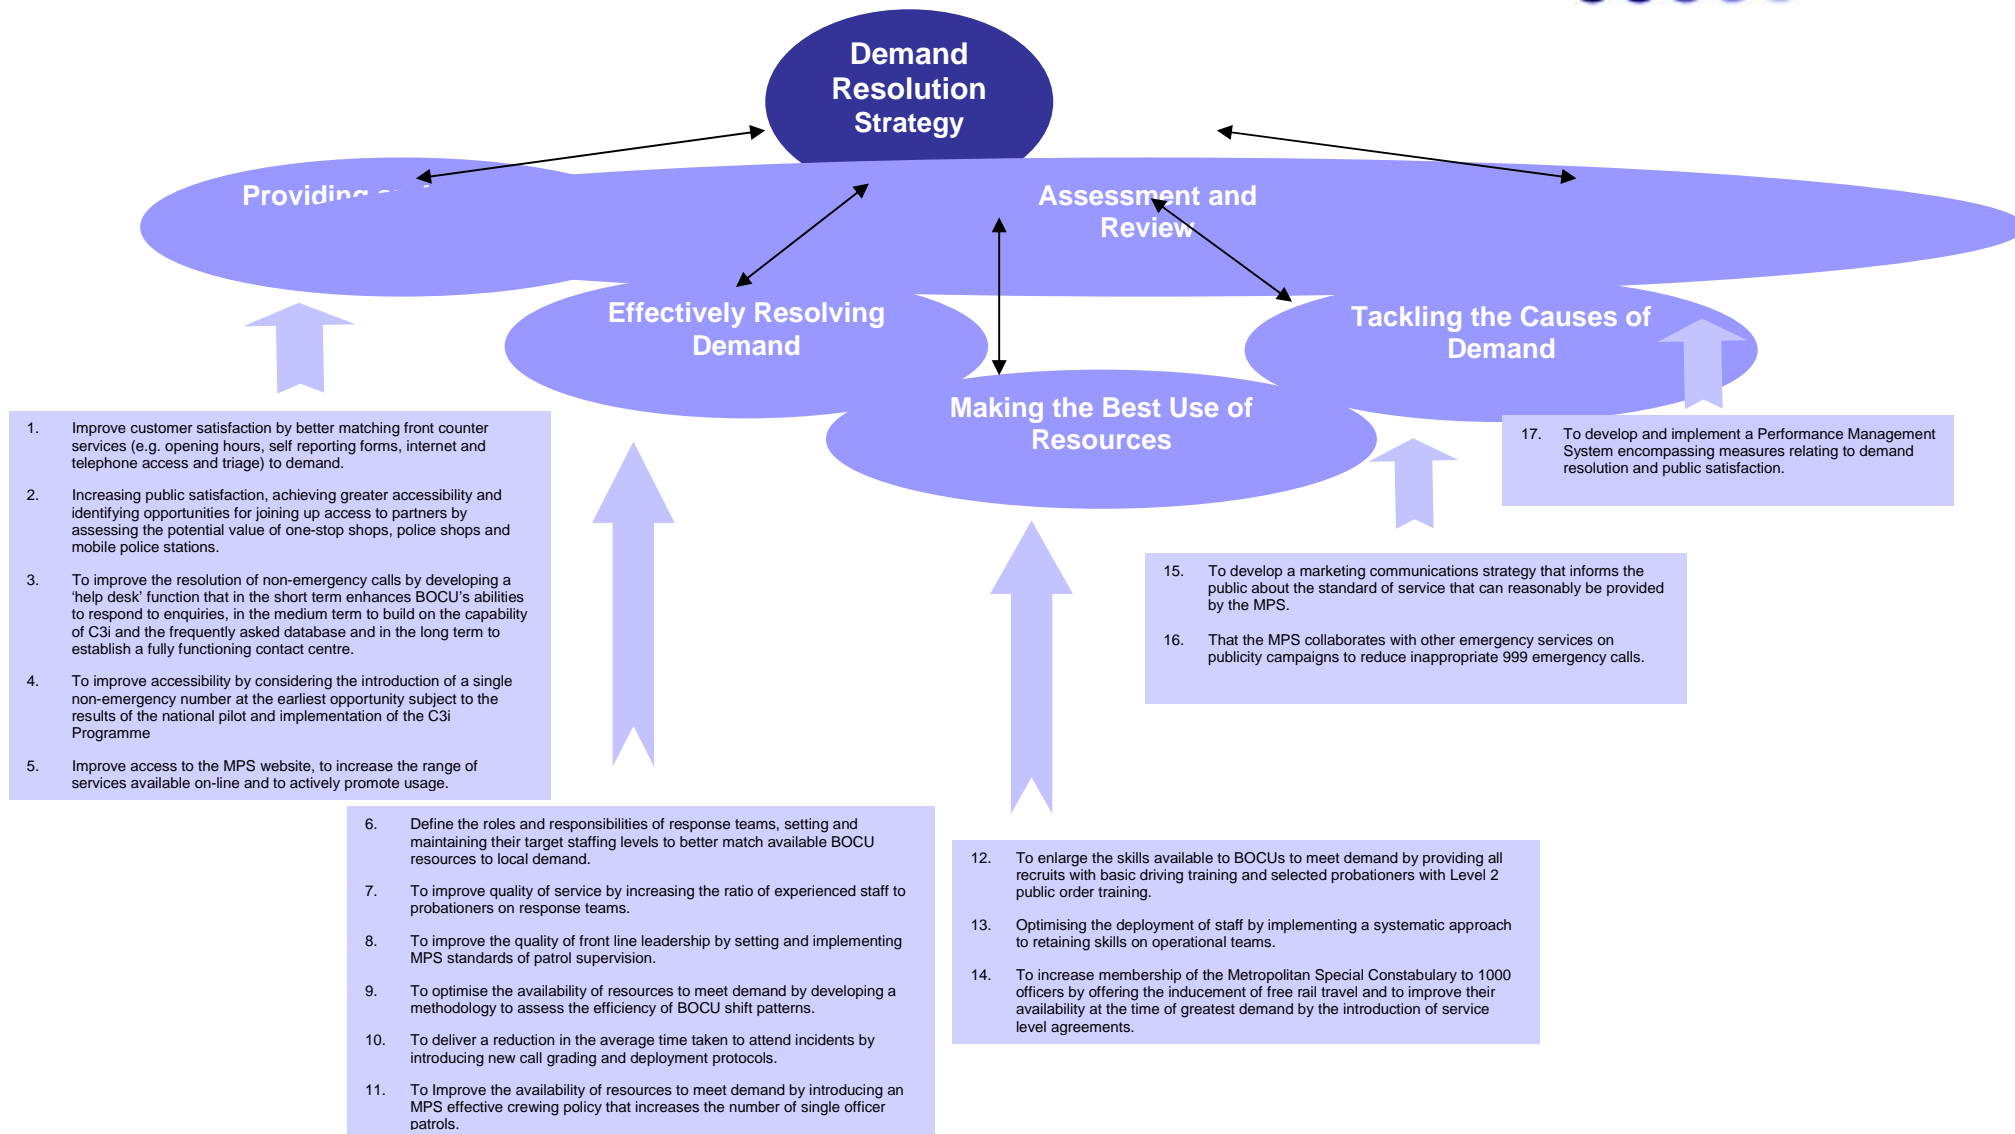 Demand
Resolution
Strategy
Providing
Assessment and
Review
Effectively Resolving
Demand
Tackling the Causes of
Demand
Making the Best Use of
Resources
1. Improve customer satisfaction by better matching front counter
services (e.g. opening hours, self reporting forms, internet and
telephone access and triage) to demand.
2. Increasing public satisfaction, achieving greater accessibility and
identifying opportunities for joining up access to partners by
assessing the potential value of one-stop shops, police shops and
mobile police stations.
3. To improve the resolution of non-emergency calls by developing a
‘help desk’ function that in the short term enhances BOCU’s abilities
to respond to enquiries, in the medium term to build on the capability
of C3i and the frequently asked database and in the long term to
establish a fully functioning contact centre.
4. To improve accessibility by considering the introduction of a single
non-emergency number at the earliest opportunity subject to the
results of the national pilot and implementation of the C3i
Programme
5. Improve access to the MPS website, to increase the range of
services available on-line and to actively promote usage.
6. Define the roles and responsibilities of response teams, setting and
maintaining their target staffing levels to better match available BOCU
resources to local demand.
7. To improve quality of service by increasing the ratio of experienced staff to
probationers on response teams.
8. To improve the quality of front line leadership by setting and implementing
MPS standards of patrol supervision.
9. To optimise the availability of resources to meet demand by developing a
methodology to assess the efficiency of BOCU shift patterns.
10. To deliver a reduction in the average time taken to attend incidents by
introducing new call grading and deployment protocols.
11. To Improve the availability of resources to meet demand by introducing an
MPS effective crewing policy that increases the number of single officer
patrols.
12. To enlarge the skills available to BOCUs to meet demand by providing all
recruits with basic driving training and selected probationers with Level 2
public order training.
13. Optimising the deployment of staff by implementing a systematic approach
to retaining skills on operational teams.
14. To increase membership of the Metropolitan Special Constabulary to 1000
officers by offering the inducement of free rail travel and to improve their
availability at the time of greatest demand by the introduction of service
level agreements.
15. To develop a marketing communications strategy that informs the
public about the standard of service that can reasonably be provided
by the MPS.
16. That the MPS collaborates with other emergency services on
publicity campaigns to reduce inappropriate 999 emergency calls.
17. To develop and implement a Performance Management
System encompassing measures relating to demand
resolution and public satisfaction.